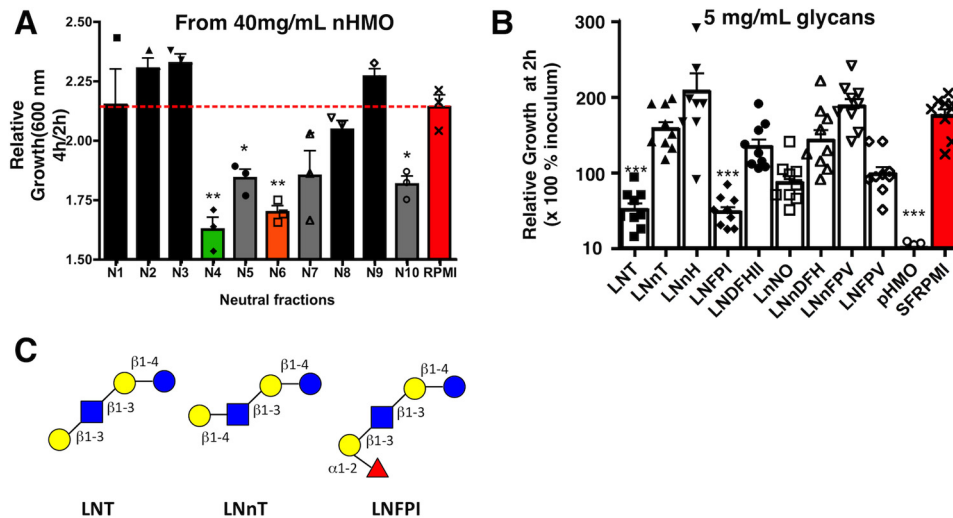 A
From 40mg/mL nHMO
Relative
Growth(600 nm
4h/2h)
2.50
2.25
2.00
1.75
1.50
** * ** *
N1 N2 N3 N4 N5 N6 N7 N8 N9 N10 RPMI
Neutral fractions
B
5 mg/mL glycans
Relative Growth at 2h
(x 100 % inoculum)
300
200
100
10
*** *** ***
LNT LNnT LNnH LNFPI LNDFHII LnNO LNnDFH LNnFPV LNFPV pHMO SFRPMI
C
β1-4
β1-3
β1-3
LNT
β1-4
β1-3
β1-4
LNnT
β1-4
β1-3
β1-3
α1-2
LNFPI